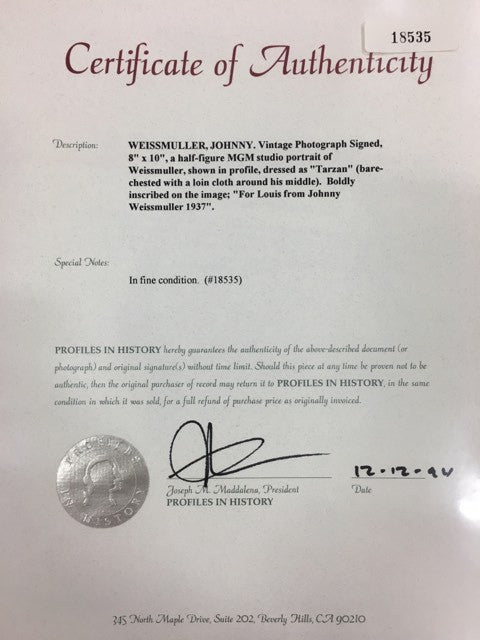 18535
Certificate of Authenticity
Description: WEISSMULLER, JOHNNY. Vintage Photograph Signed,
8" x 10", a half-figure MGM studio portrait of
Weissmuller, shown in profile, dressed as "Tarzan" (bare-
chested with a loin cloth around his middle). Boldly
inscribed on the image; "For Louis from Johnny
Weissmuller 1937".
Special Notes:
In fine condition. (#18535)
PROFILES IN HISTORY hereby guarantees the authenticity of the above-described document (or
photograph) and original signature(s) without time limit. Should this piece at any time be proven not to be
authentic, then the original purchaser of record may return it to PROFILES IN HISTORY, in the same
condition in which it was sold, for a full refund of purchase price as originally invoiced.
12-12-94
Joseph M. Maddalena, President Date
PROFILES IN HISTORY
PROFILES
IN HISTORY
345 North Maple Drive, Suite 202, Beverly Hills, CA 90210